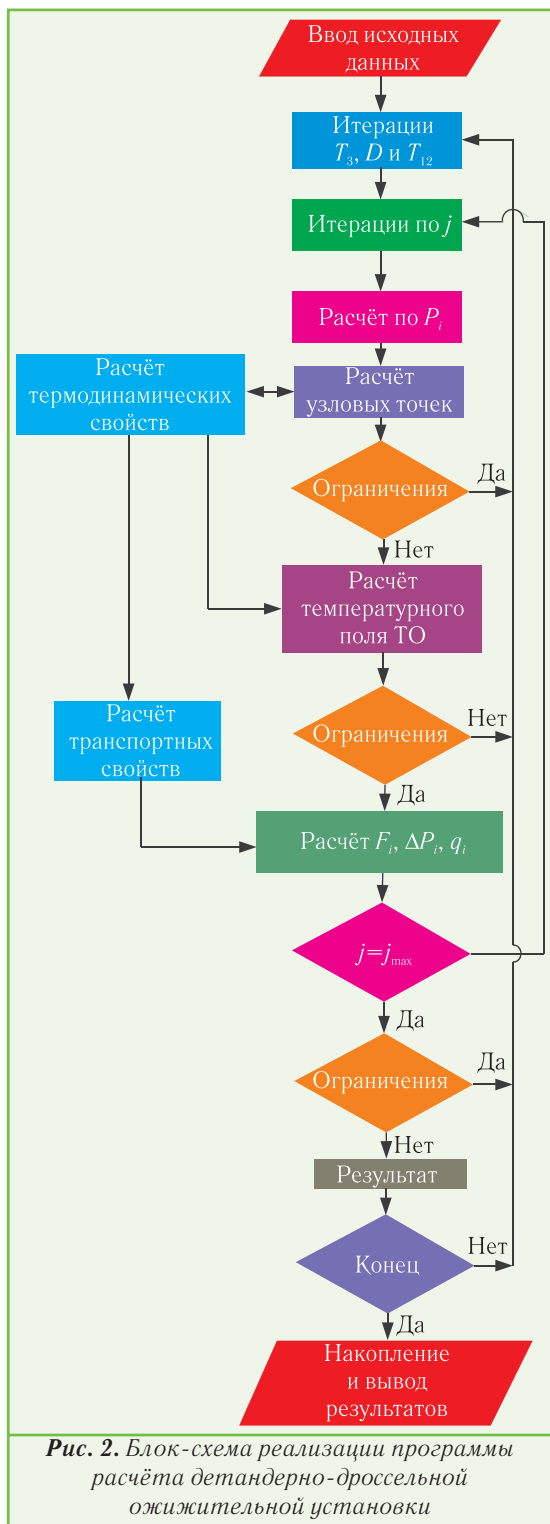 Ввод исходных
данных
Итерации
T₃, D и T₁₂
Итерации по j
Расчёт по Pᵢ
Расчёт
термодинамических
свойств
Расчёт
узловых точек
Ограничения
Да
Нет
Расчёт
температурного
поля ТО
Расчёт
транспортных
свойств
Ограничения
Нет
Да
Расчёт Fᵢ, ΔPᵢ, qᵢ
j=jmax
Да
Ограничения
Да
Нет
Результат
Конец
Нет
Да
Накопление
и вывод
результатов
Рис. 2. Блок-схема реализации программы
расчёта детандерно-дроссельной
ожижительной установки